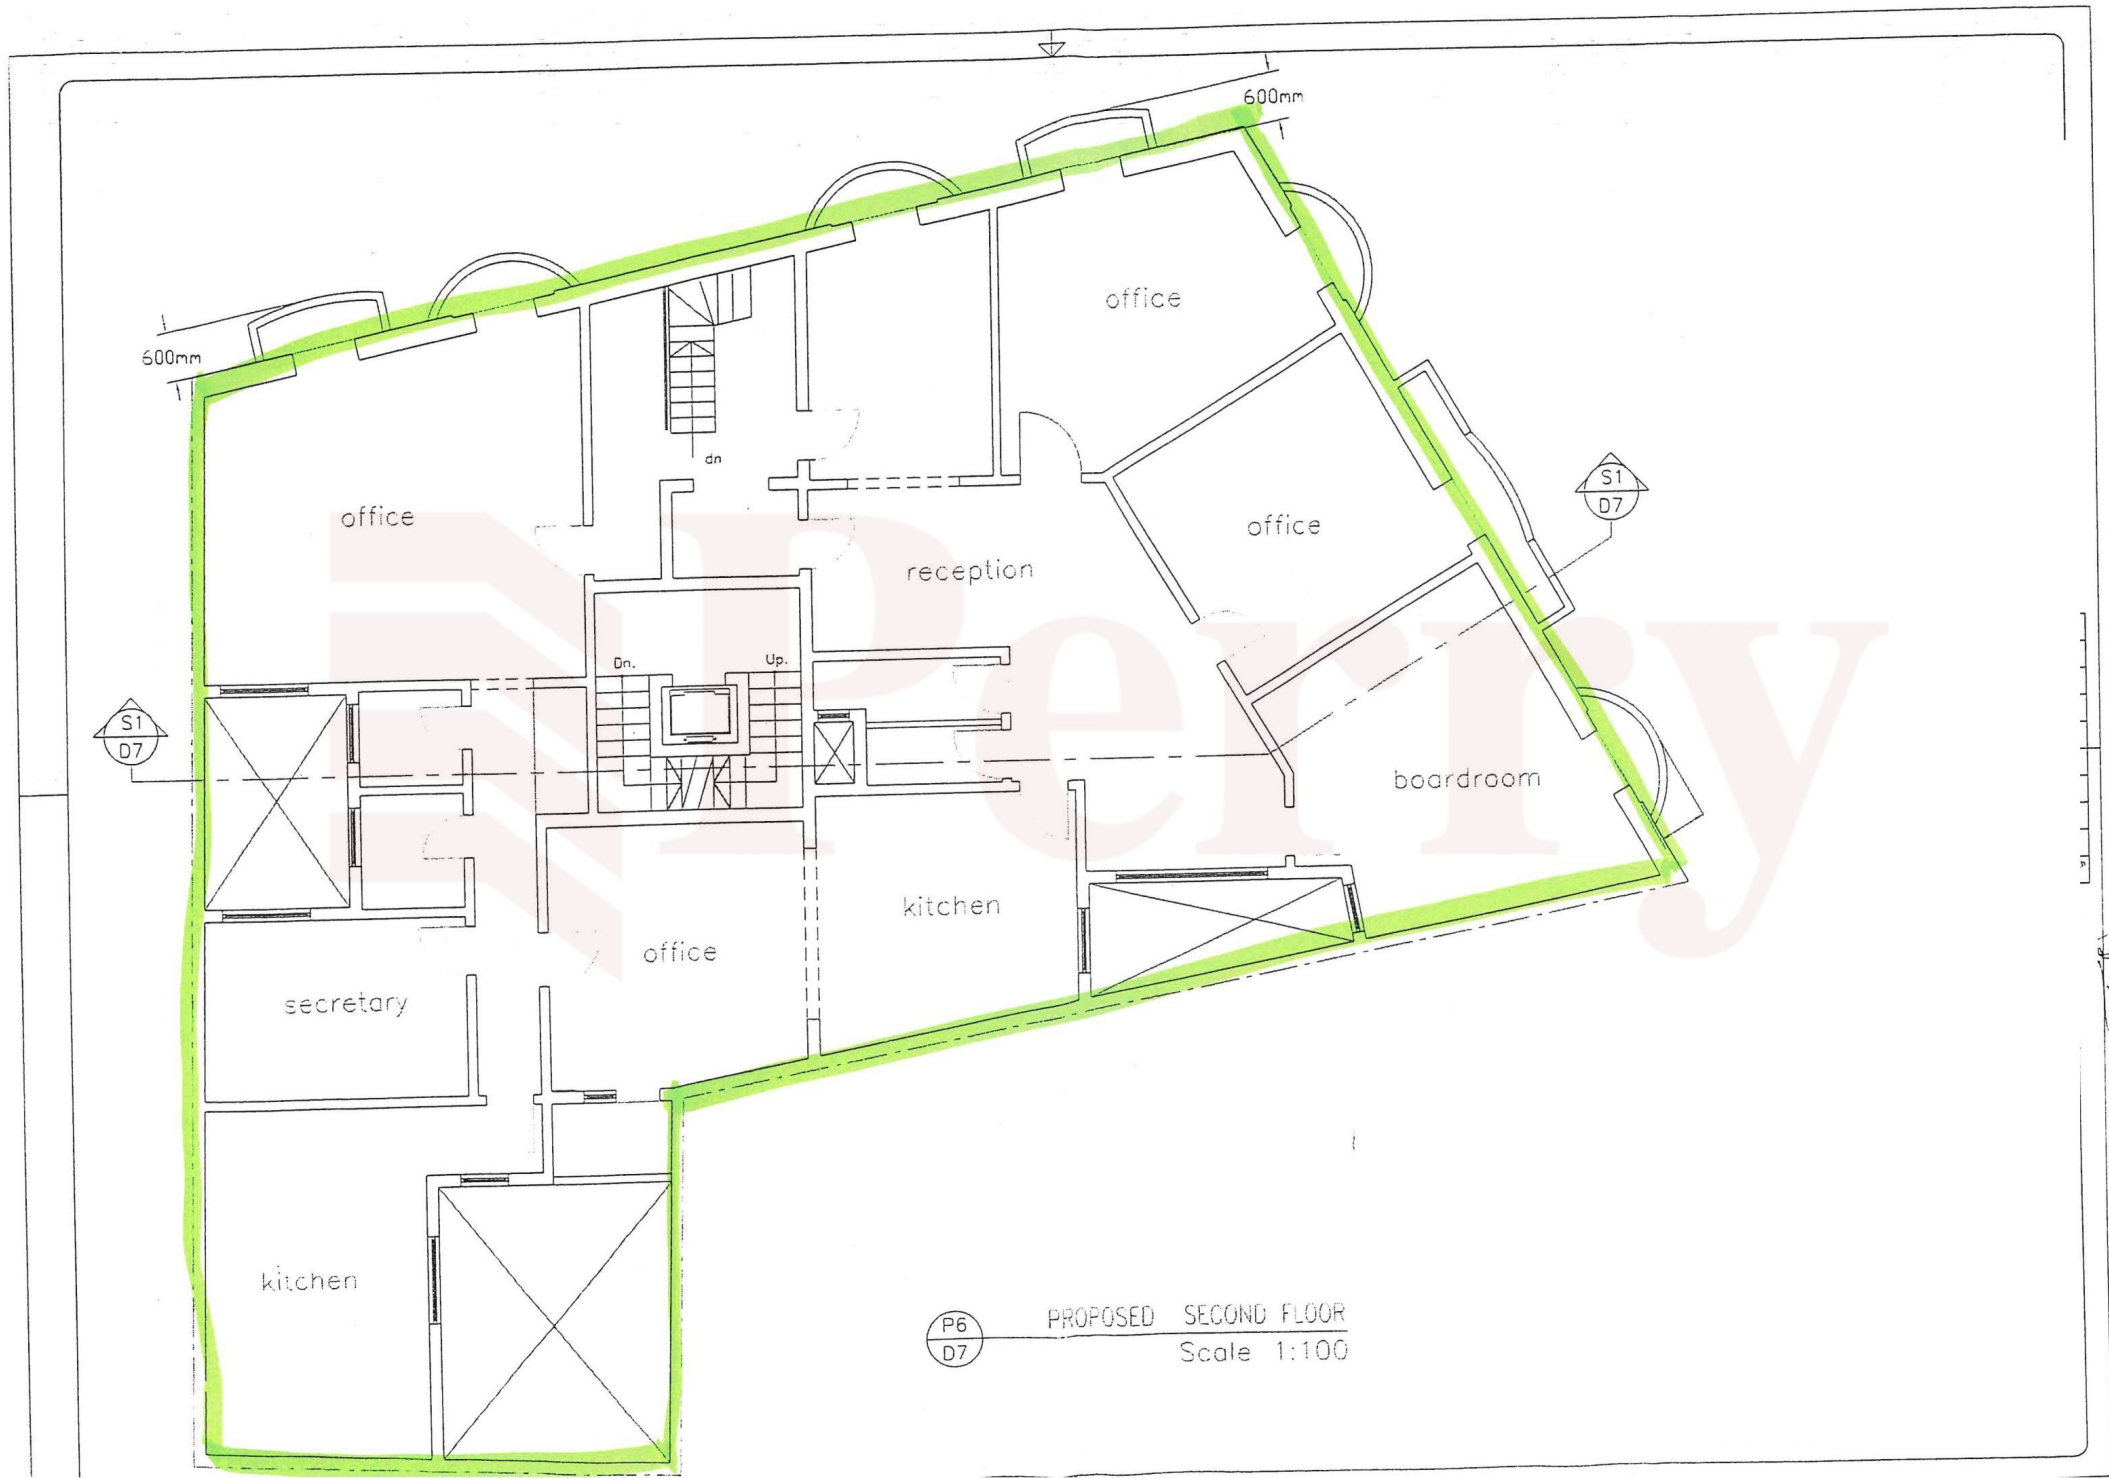 600mm
600mm
office
office
dn
S1
D7
office
office
reception
Dn.
Up.
S1
D7
boardroom
kitchen
office
secretary
kitchen
P6
D7
PROPOSED SECOND FLOOR
Scale 1:100
Perry